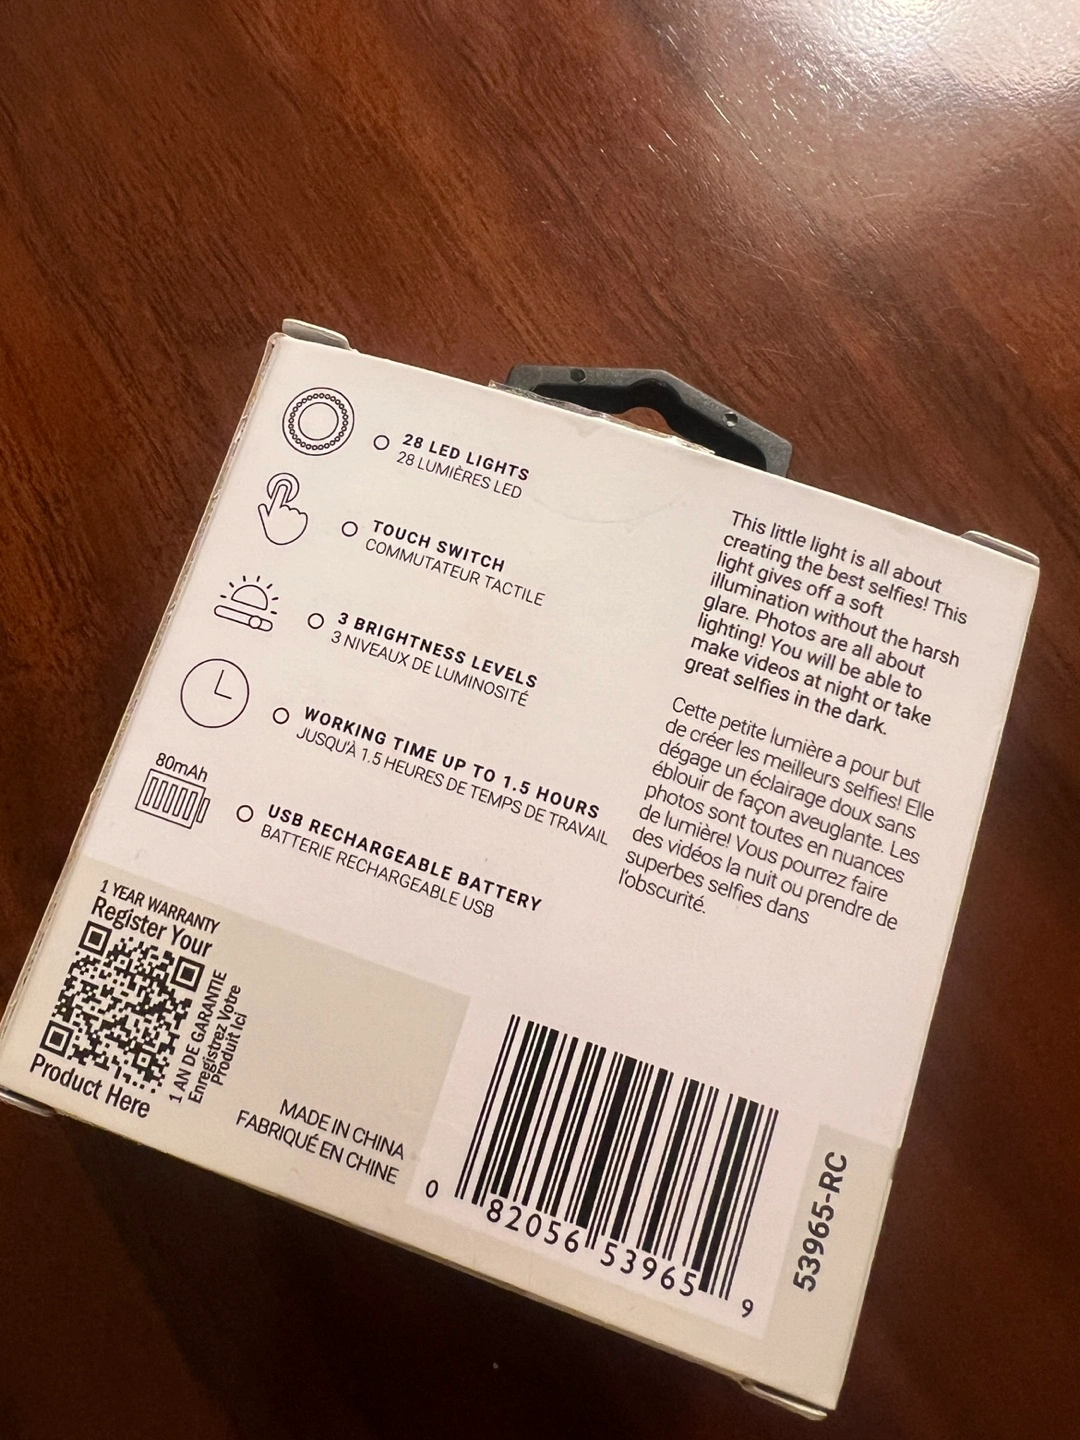 28 LED LIGHTS
28 LUMIÈRES LED
TOUCH SWITCH
COMMUTATEUR TACTILE
3 BRIGHTNESS LEVELS
3 NIVEAUX DE LUMINOSITÉ
WORKING TIME UP TO 1.5 HOURS
JUSQU'À 1.5 HEURES DE TEMPS DE TRAVAIL
80mAh
USB RECHARGEABLE BATTERY
BATTERIE RECHARGEABLE USB
This little light is all about
creating the best selfies! This
light gives off a soft
illumination without the harsh
glare. Photos are all about
lighting! You will be able to
make videos at night or take
great selfies in the dark.
Cette petite lumière a pour but
de créer les meilleurs selfies! Elle
dégage un éclairage doux sans
éblouir de façon aveuglante. Les
photos sont toutes en nuances
de lumière! Vous pourrez faire
des vidéos la nuit ou prendre de
superbes selfies dans
l'obscurité.
1 YEAR WARRANTY
Register Your
Product Here
1 AN DE GARANTIE
Enregistrez Votre
Produit Ici
MADE IN CHINA
FABRIQUÉ EN CHINE
0 82056 53965 9
53965-RC